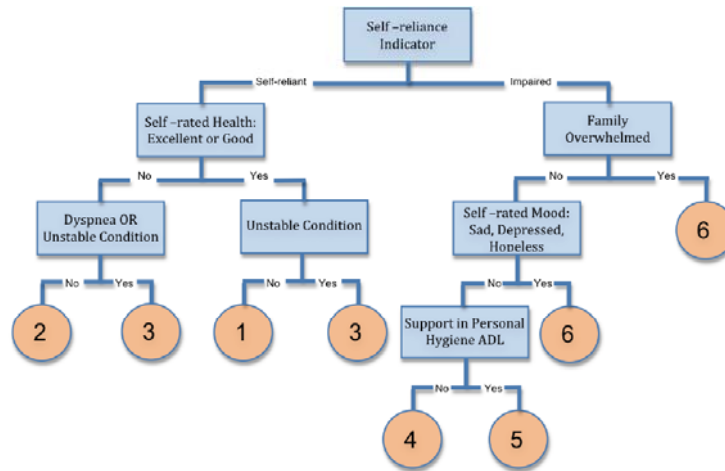 Self –reliance
Indicator
Self-reliant
Impaired
Self –rated Health:
Excellent or Good
Family
Overwhelmed
No
Yes
No
Yes
Dyspnea OR
Unstable Condition
Unstable Condition
Self –rated Mood:
Sad, Depressed,
Hopeless
6
No
Yes
No
Yes
No
Yes
2
3
1
3
Support in Personal
Hygiene ADL
6
No
Yes
4
5